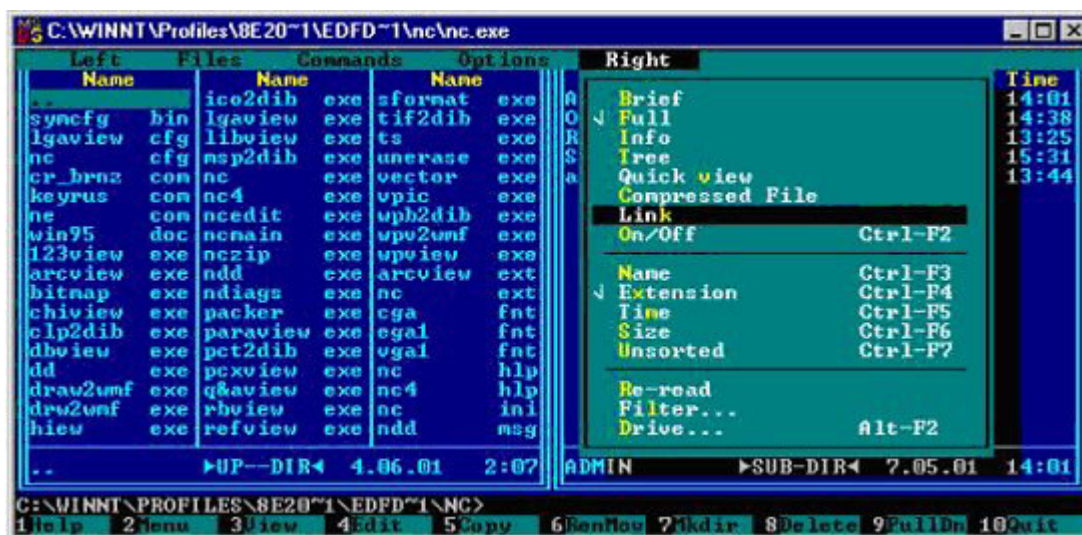 C:\WINNT\Profiles\8E20~1\EDFD~1\nc\nc.exe
Left Files Commands Options Right
Name Name Name Time
.. ico2dib exe sformat exe A Brief 14:01
syncfg bin lgaview exe tif2dib exe O √ Full 14:38
lgaview cfg libview exe ts exe R Info 13:25
nc cfg msp2dib exe unerase exe S Tree 15:31
cr_brnz com nc exe vector exe a Quick view 13:44
keyrus com nc4 exe vpic exe Compressed File
ne com ncedit exe wpb2dib exe Link
win95 doc ncmain exe wpv2wmf exe On/Off Ctrl-F2
123view exe nczip exe wpview exe
arcview exe ndd exe arcview ext Name Ctrl-F3
bitmap exe ndiags exe nc ext √ Extension Ctrl-F4
chiview exe packer exe cga fnt Time Ctrl-F5
clp2dib exe paraview exe ega1 fnt Size Ctrl-F6
dbview exe pct2dib exe vga1 fnt Unsorted Ctrl-F7
dd exe pcxview exe nc hlp
draw2wmf exe q&aview exe nc4 hlp Re-read
drw2wmf exe rbview exe nc ini Filter...
hiew exe refview exe ndd msg Drive... Alt-F2
.. ►UP--DIR◄ 4.06.01 2:07 ADMIN ►SUB-DIR◄ 7.05.01 14:01
C:\WINNT\PROFILES\8E20~1\EDFD~1\NC>
1Help 2Menu 3View 4Edit 5Copy 6RenMov 7Mkdir 8Delete 9PullDn 10Quit